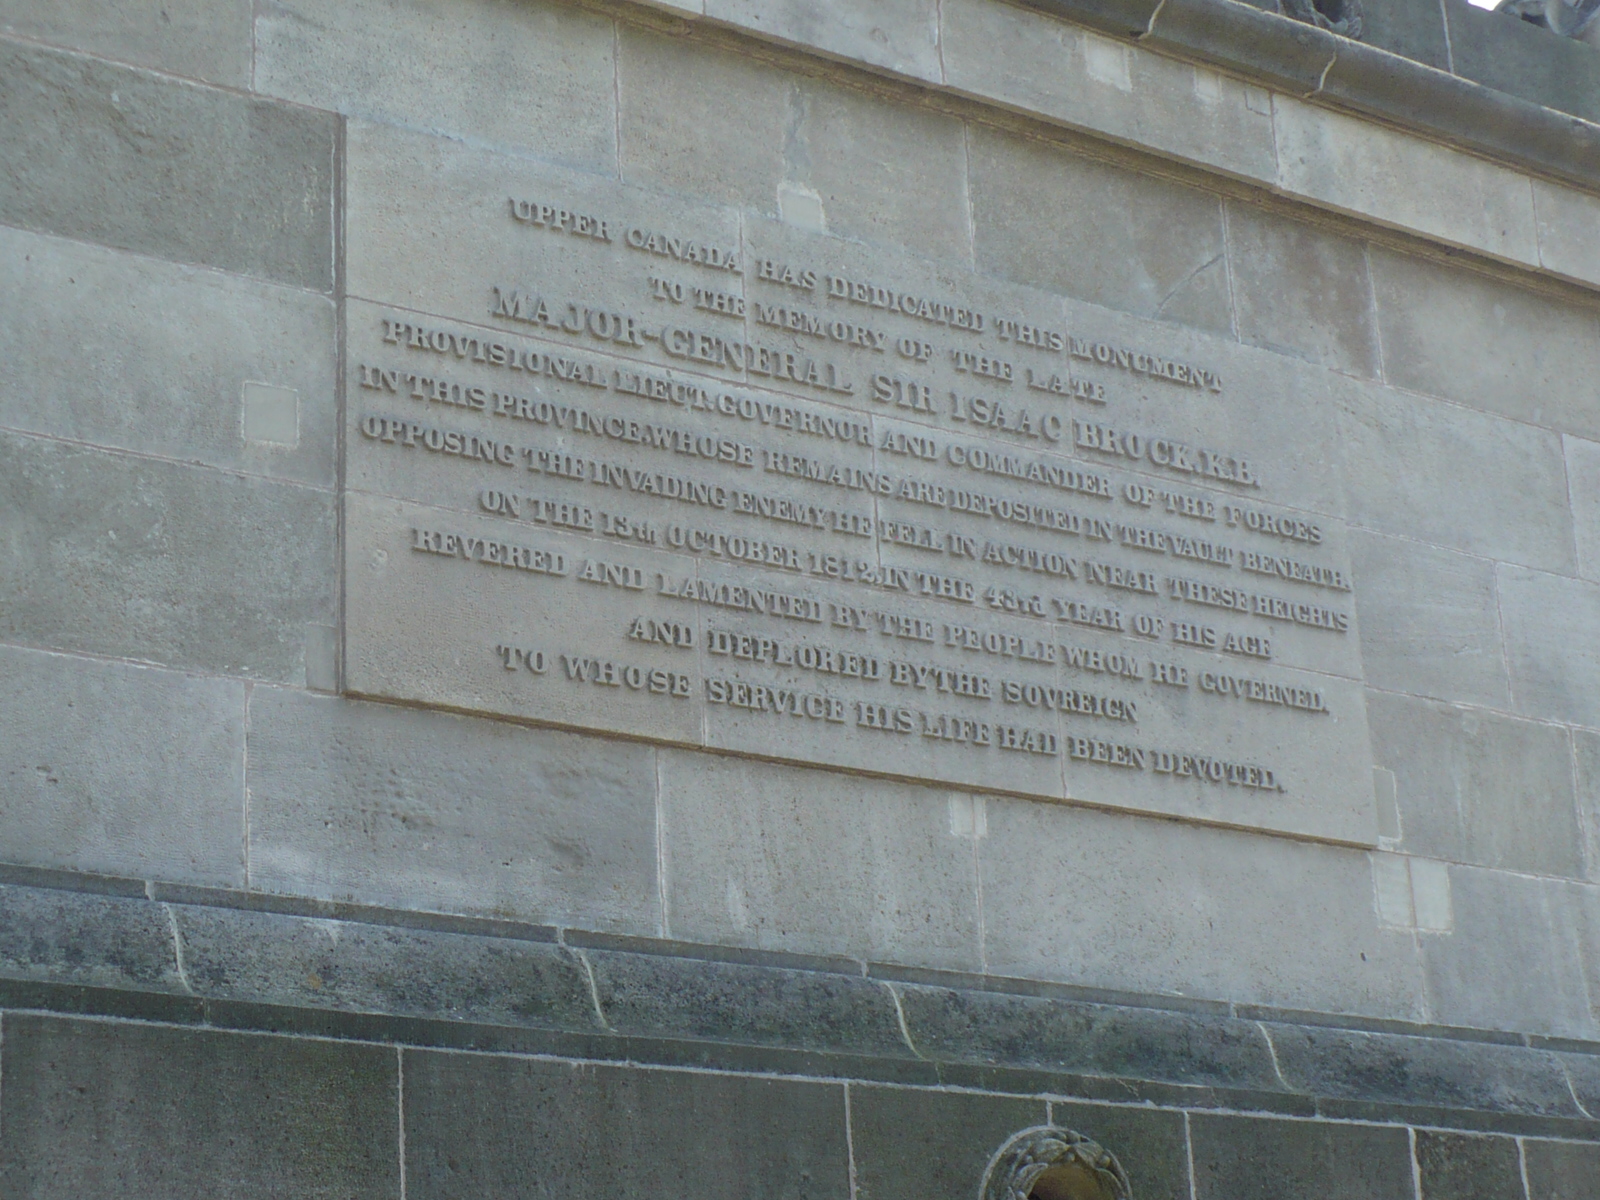 UPPER CANADA HAS DEDICATED THIS MONUMENT
TO THE MEMORY OF THE LATE
MAJOR-GENERAL SIR ISAAC BROCK, K.B.
PROVISIONAL LIEUT. GOVERNOR AND COMMANDER OF THE FORCES
IN THIS PROVINCE, WHOSE REMAINS ARE DEPOSITED IN THE VAULT BENEATH.
OPPOSING THE INVADING ENEMY HE FELL IN ACTION NEAR THESE HEIGHTS
ON THE 13th OCTOBER 1812, IN THE 43rd YEAR OF HIS AGE
REVERED AND LAMENTED BY THE PEOPLE WHOM HE GOVERNED.
AND DEPLORED BY THE SOVREIGN
TO WHOSE SERVICE HIS LIFE HAD BEEN DEVOTED.